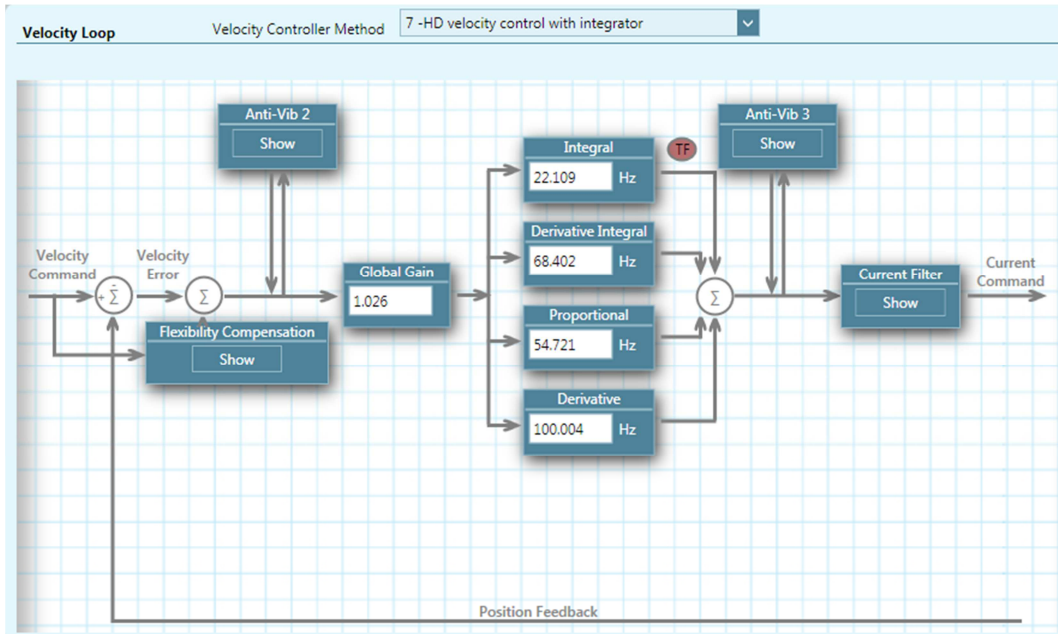 Velocity Loop
Velocity Controller Method
7 -HD velocity control with integrator
Anti-Vib 2
Show
Anti-Vib 3
Show
Integral
22.109 Hz
TF
Derivative Integral
68.402 Hz
Velocity
Command
Velocity
Error
+ Σ -
Σ
Global Gain
1.026
Σ
Current Filter
Show
Current
Command
Flexibility Compensation
Show
Proportional
54.721 Hz
Derivative
100.004 Hz
Position Feedback